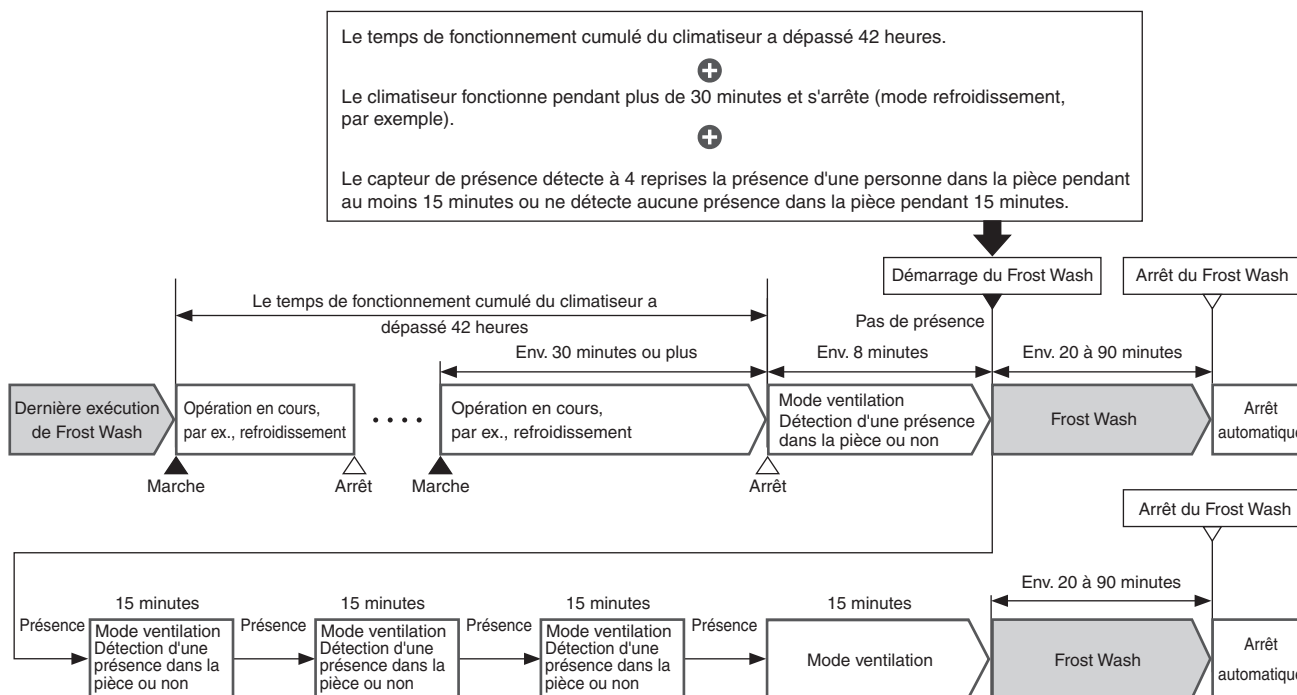 Le temps de fonctionnement cumulé du climatiseur a dépassé 42 heures.
Le climatiseur fonctionne pendant plus de 30 minutes et s'arrête (mode refroidissement,
par exemple).
Le capteur de présence détecte à 4 reprises la présence d'une personne dans la pièce pendant
au moins 15 minutes ou ne détecte aucune présence dans la pièce pendant 15 minutes.
Démarrage du Frost Wash
Arrêt du Frost Wash
Le temps de fonctionnement cumulé du climatiseur a
dépassé 42 heures
Pas de présence
Env. 30 minutes ou plus
Env. 8 minutes
Env. 20 à 90 minutes
Dernière exécution
de Frost Wash
Opération en cours,
par ex., refroidissement
Opération en cours,
par ex., refroidissement
Mode ventilation
Détection d'une présence
dans la pièce ou non
Frost Wash
Arrêt
automatique
Marche
Arrêt
Marche
Arrêt
Arrêt du Frost Wash
Env. 20 à 90 minutes
15 minutes
15 minutes
15 minutes
15 minutes
Présence
Mode ventilation
Détection d'une
présence dans la
pièce ou non
Présence
Mode ventilation
Détection d'une
présence dans la
pièce ou non
Présence
Mode ventilation
Détection d'une
présence dans la
pièce ou non
Présence
Mode ventilation
Frost Wash
Arrêt
automatique